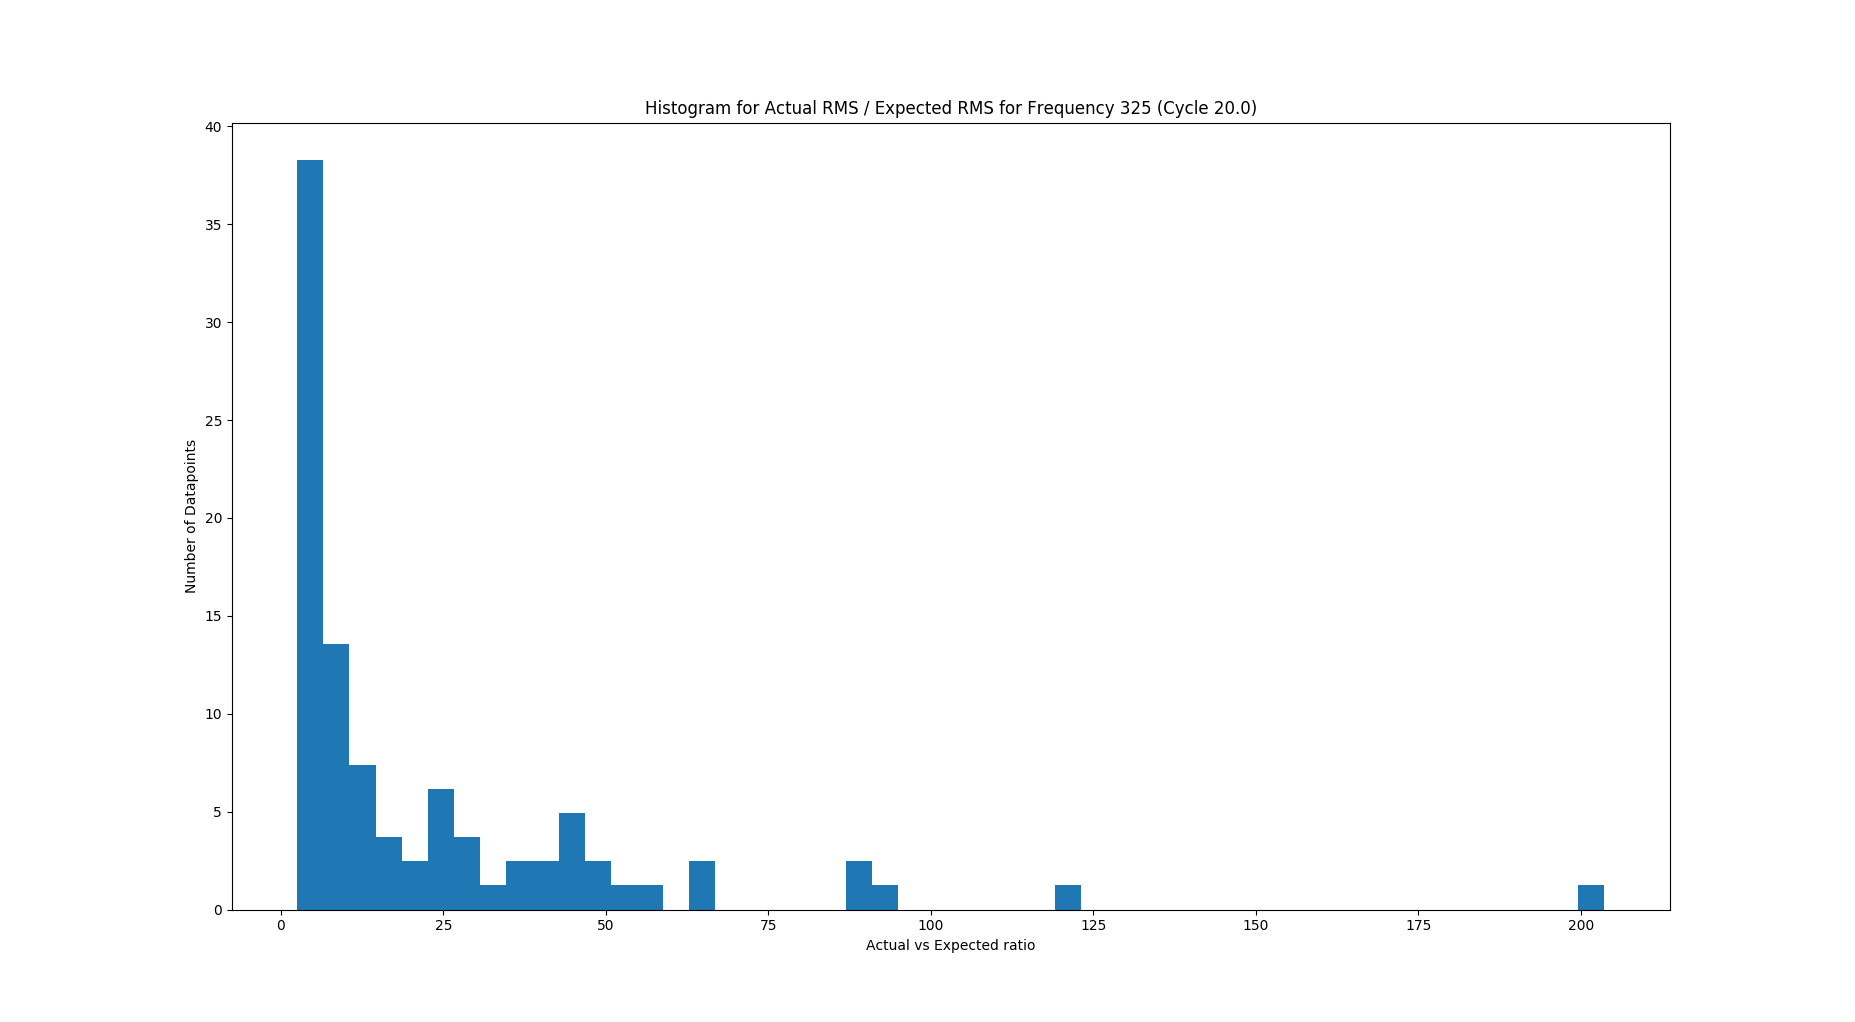 Histogram for Actual RMS / Expected RMS for Frequency 325 (Cycle 20.0)
40
35
30
25
20
15
10
5
0
Number of Datapoints
0 25 50 75 100 125 150 175 200
Actual vs Expected ratio